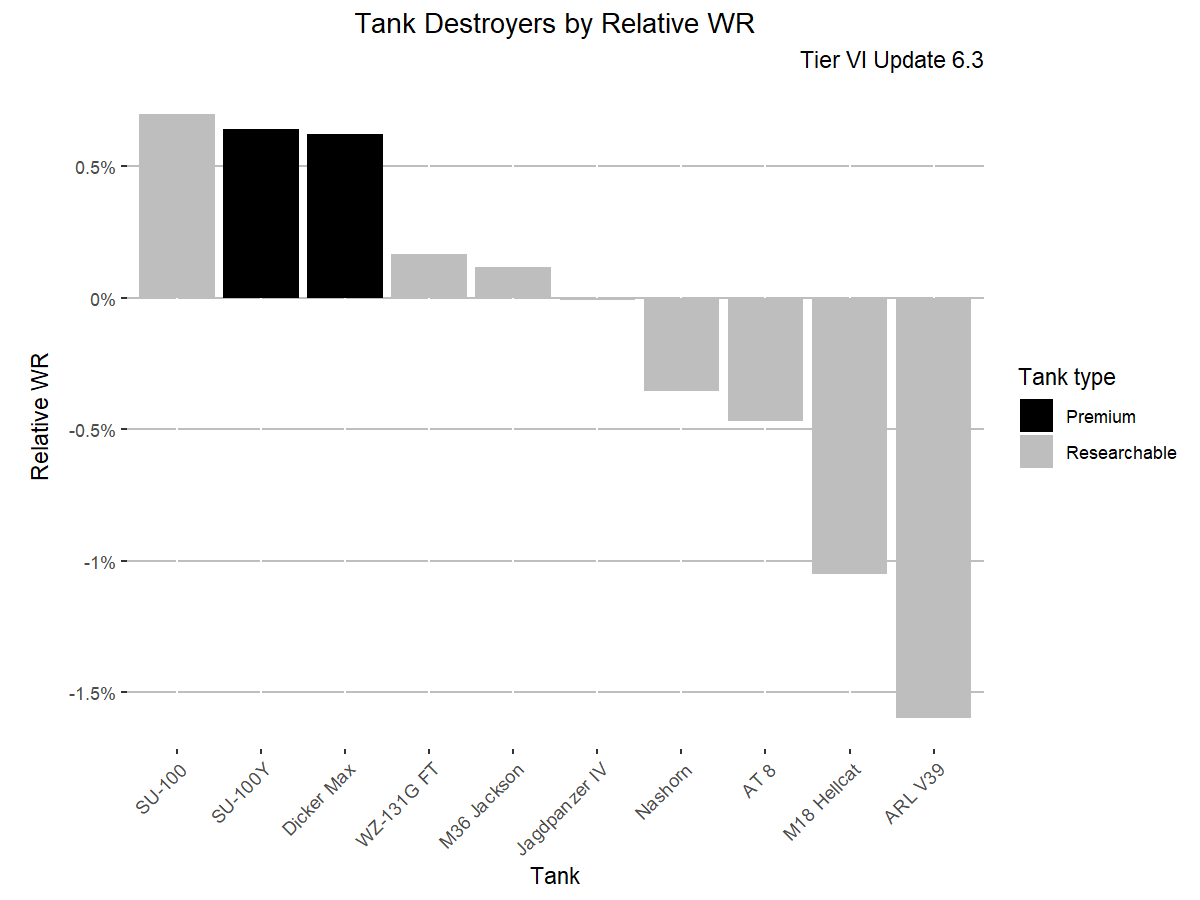 Tank Destroyers by Relative WR
Tier VI Update 6.3
0.5%
0%
-0.5%
-1%
-1.5%
Relative WR
SU-100
SU-100Y
Dicker Max
WZ-131G FT
M36 Jackson
Jagdpanzer IV
Nashorn
AT 8
M18 Hellcat
ARL V39
Tank
Tank type
Premium
Researchable